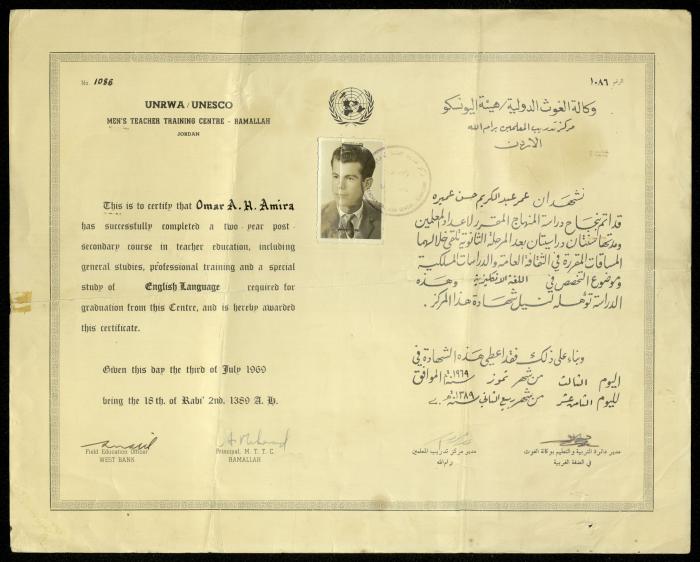 No. 1086
UNRWA/UNESCO
MEN'S TEACHER TRAINING CENTRE - RAMALLAH
JORDAN
This is to certify that Omar A. H. Amira
has successfully completed a two-year post-
secondary course in teacher education, including
general studies, professional training and a special
study of English Language required for
graduation from this Centre, and is hereby awarded
this certificate.
Given this day the third of July 1969
being the 18th. of Rabi' 2nd. 1389 A. H.
Field Education Officer
WEST BANK
Principal, M. T. T. C.
RAMALLAH
الرقم ١٠٨٦
وكالة الغوث الدولية/هيئة اليونسكو
مركز تدريب المعلمين برام الله
الأردن
نشهد ان عمر عبد الكريم حسن عميره
قد اتم بنجاح دراسة المنهاج المقرر لاعداد المعلمين
ومدتها سنتان دراسيتان بعد المرحلة الثانوية تلقى خلالها
المساقات المقررة في الثقافة العامة والدراسات المسلكية
وموضوع التخصص في اللغة الانكليزية وهذه
الدراسة تؤهله لنيل شهادة هذا المركز .
وبناء على ذلك فقد اعطي هذه الشهادة في
اليوم الثالث من شهر تموز سنة ١٩٦٩ الموافق
لليوم الثامن عشر من شهر ربيع الثاني سنة ١٣٨٩ هـ
مدير مركز تدريب المعلمين
رام الله
مدير دائرة التربية والتعليم بوكالة الغوث
في الضفة الغربية